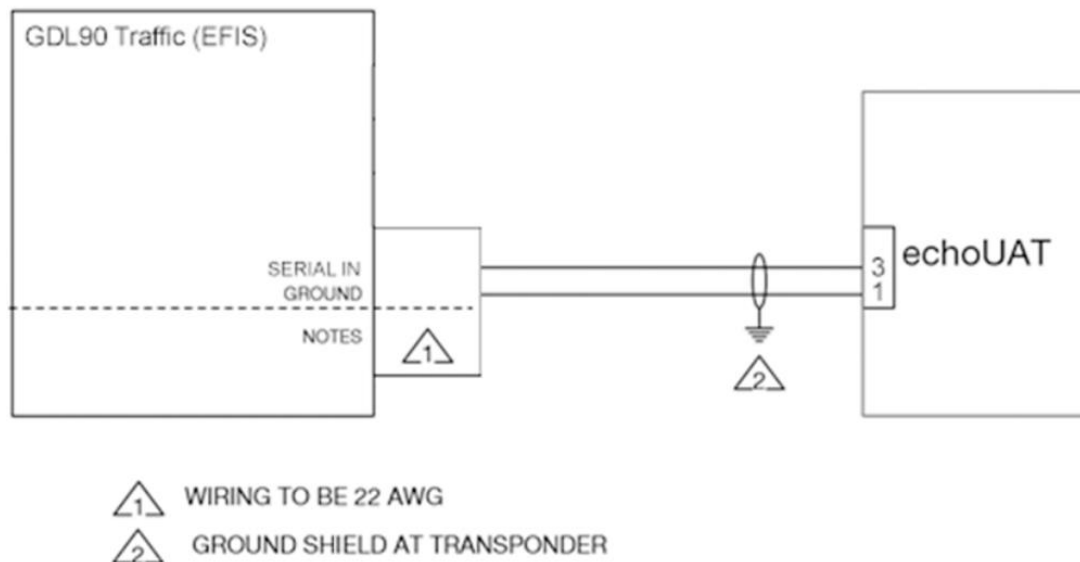 GDL90 Traffic (EFIS)
SERIAL IN
GROUND
NOTES
1
3
1
echoUAT
2
1 WIRING TO BE 22 AWG
2 GROUND SHIELD AT TRANSPONDER